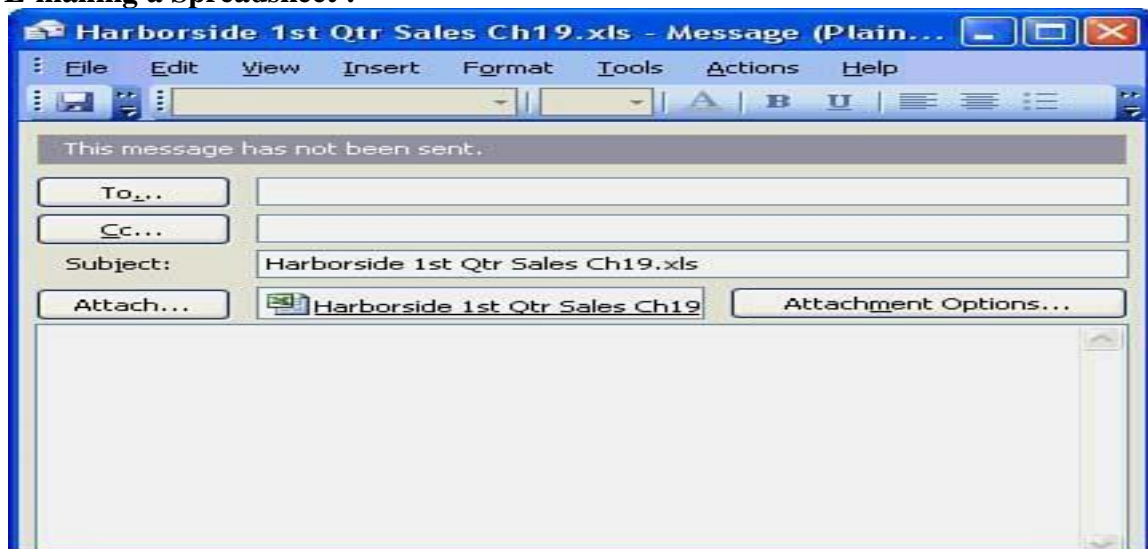 E-mailing a Spreadsheet :
Harborside 1st Qtr Sales Ch19.xls - Message (Plain...
File Edit View Insert Format Tools Actions Help
A B U
This message has not been sent.
To...
Cc...
Subject: Harborside 1st Qtr Sales Ch19.xls
Attach... Harborside 1st Qtr Sales Ch19 Attachment Options...